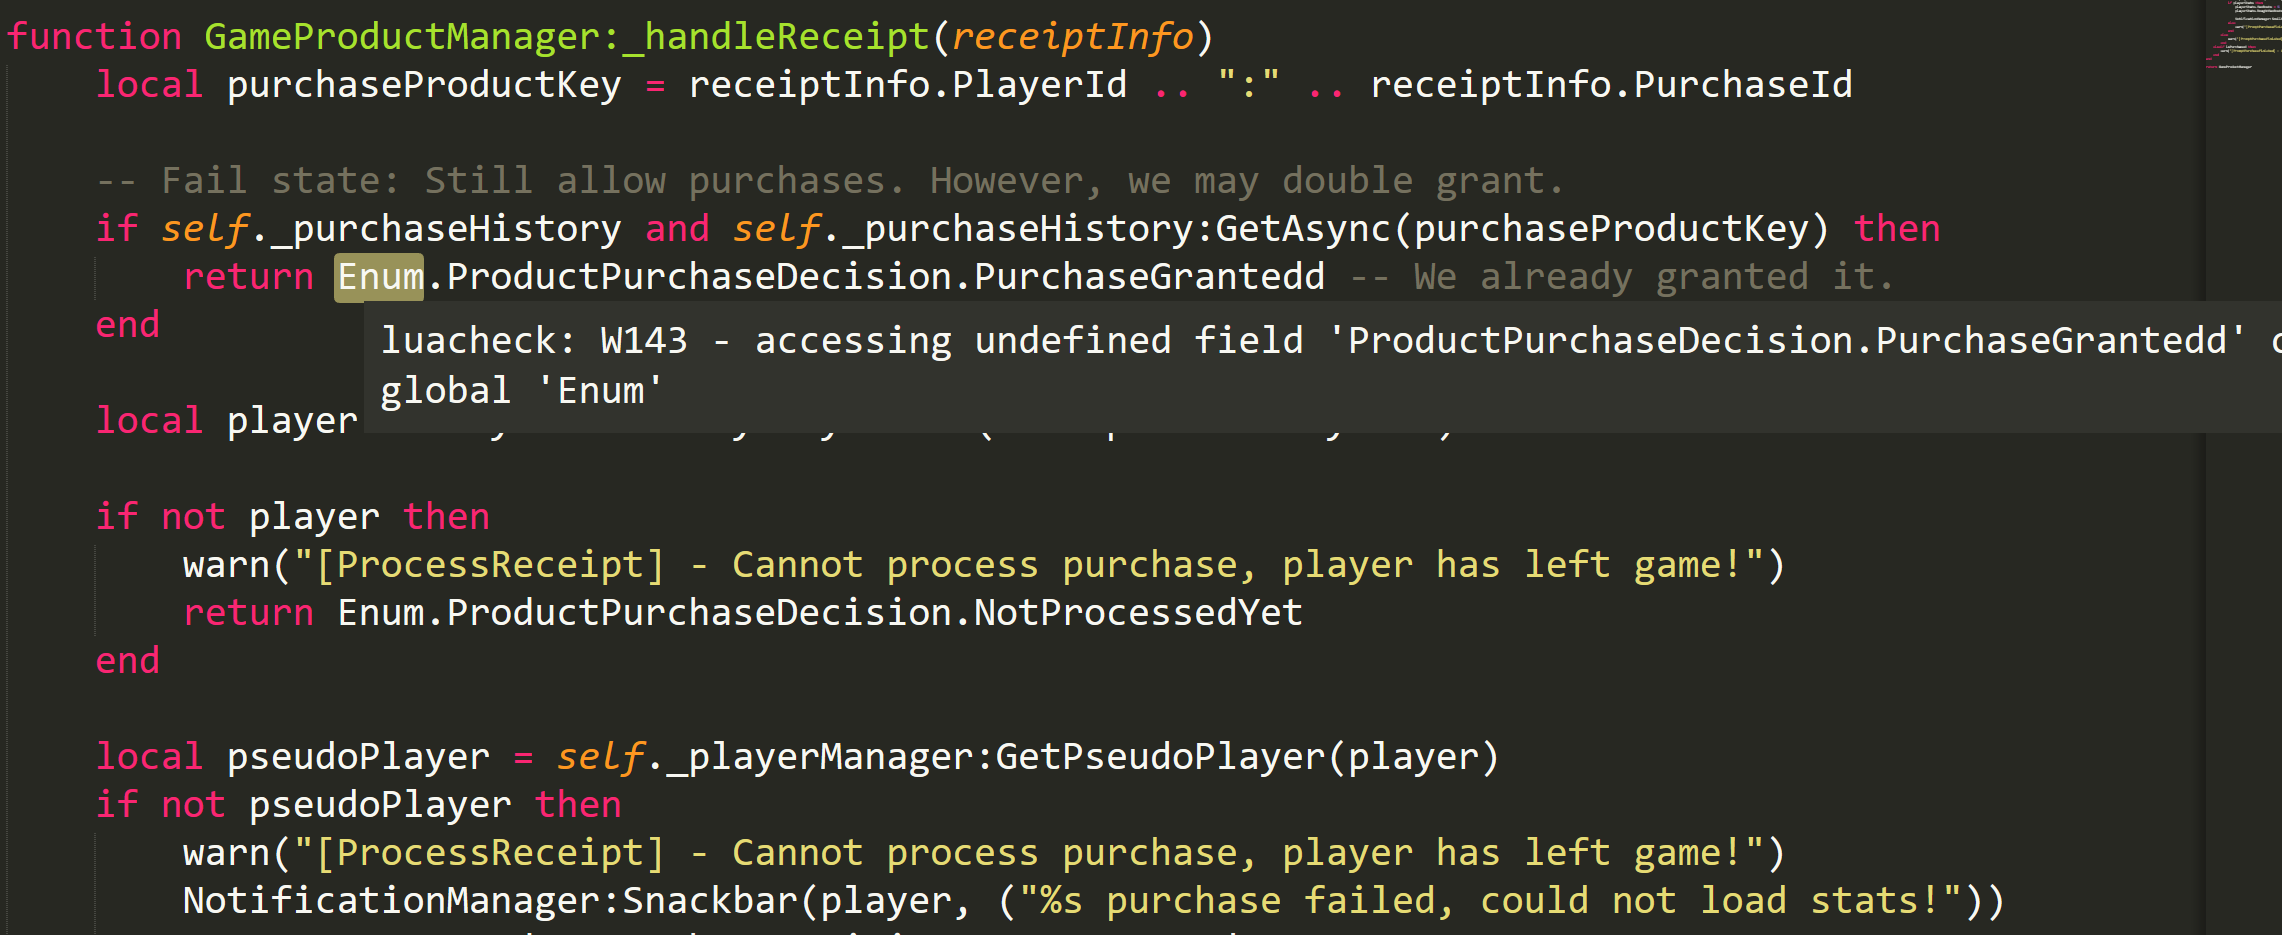 function GameProductManager:_handleReceipt(receiptInfo)
local purchaseProductKey = receiptInfo.PlayerId .. ":" .. receiptInfo.PurchaseId
-- Fail state: Still allow purchases. However, we may double grant.
if self._purchaseHistory and self._purchaseHistory:GetAsync(purchaseProductKey) then
return Enum.ProductPurchaseDecision.PurchaseGrantedd -- We already granted it.
end
luacheck: W143 - accessing undefined field 'ProductPurchaseDecision.PurchaseGrantedd'
global 'Enum'
local player
if not player then
warn("[ProcessReceipt] - Cannot process purchase, player has left game!")
return Enum.ProductPurchaseDecision.NotProcessedYet
end
local pseudoPlayer = self._playerManager:GetPseudoPlayer(player)
if not pseudoPlayer then
warn("[ProcessReceipt] - Cannot process purchase, player has left game!")
NotificationManager:Snackbar(player, ("%s purchase failed, could not load stats!"))